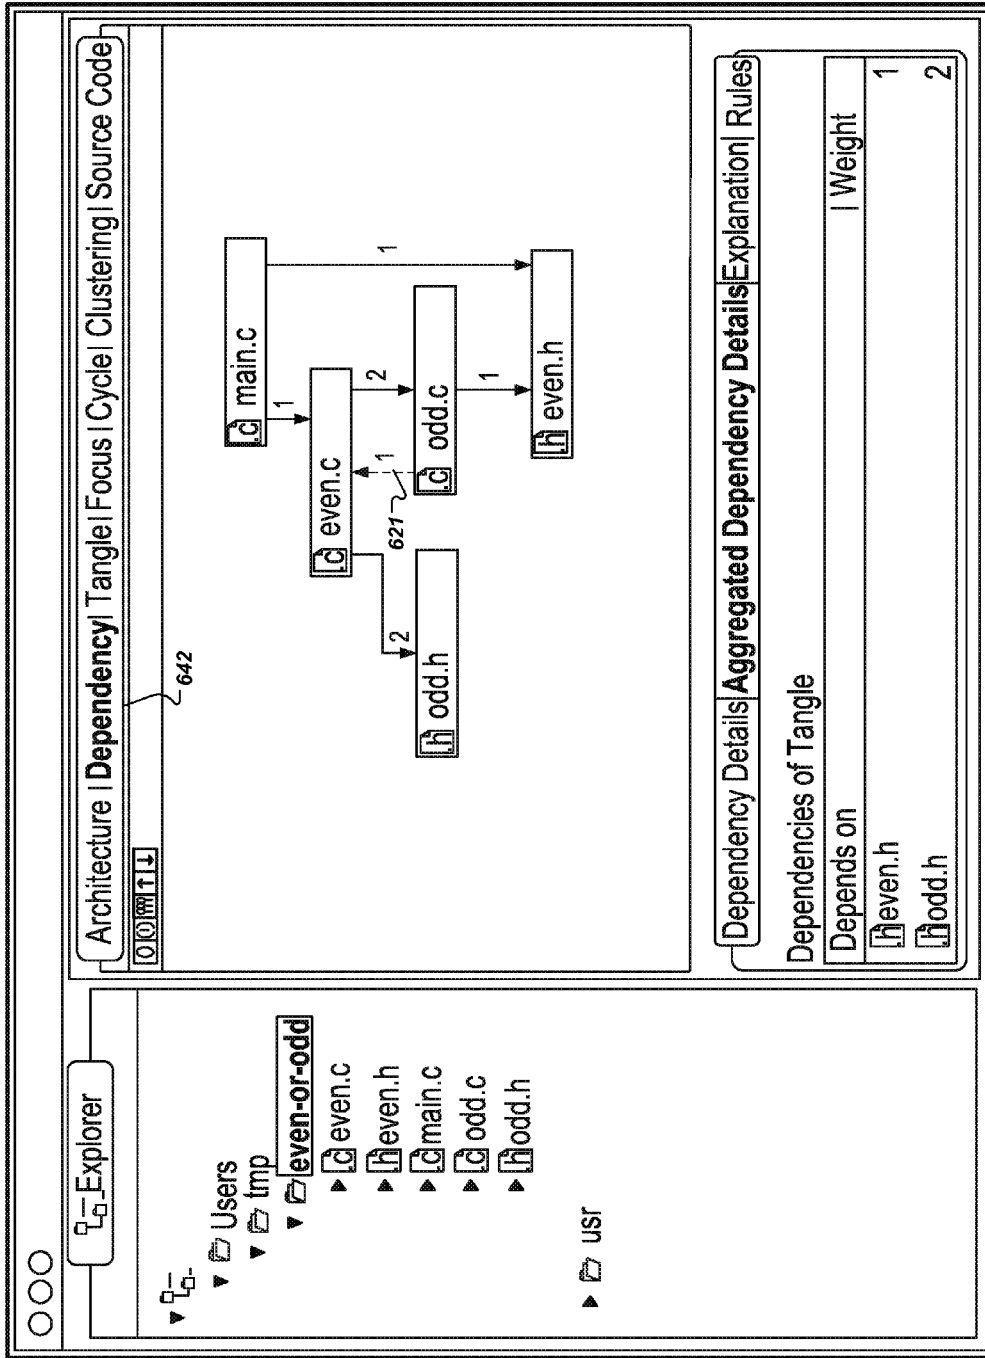 Explorer
Users
tmp
even-or-odd
.c even.c
.h even.h
.c main.c
.c odd.c
.h odd.h
usr
Architecture | Dependency | Tangle | Focus | Cycle | Clustering | Source Code
642
.c main.c
1
1
.c even.c
2
2
1
621
.h odd.h
.c odd.c
1
.h even.h
Dependency Details | Aggregated Dependency Details | Explanation | Rules
Dependencies of Tangle
Depends on | Weight
.h even.h 1
.h odd.h 2